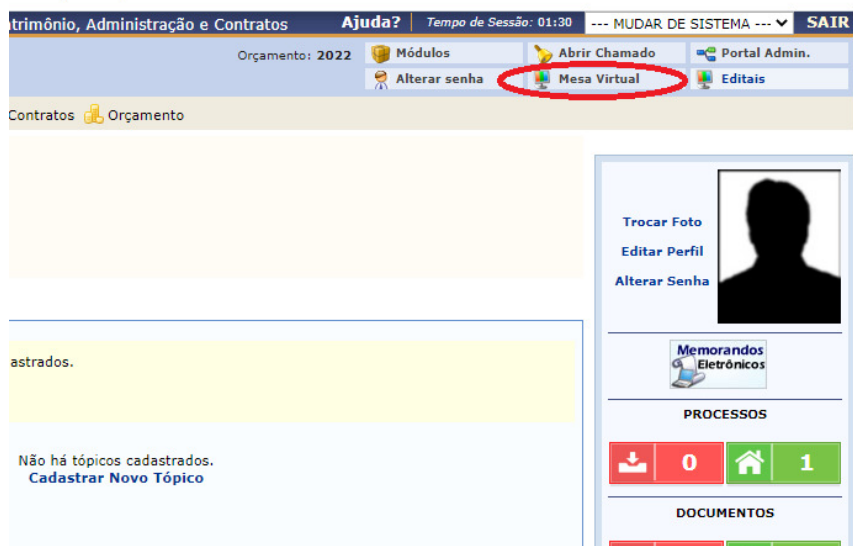 trimônio, Administração e Contratos Ajuda? Tempo de Sessão: 01:30 --- MUDAR DE SISTEMA --- SAIR
Orçamento: 2022 Módulos Abrir Chamado Portal Admin.
Alterar senha Mesa Virtual Editais
Contratos Orçamento
Trocar Foto
Editar Perfil
Alterar Senha
astrados.
Memorandos
Eletrônicos
PROCESSOS
Não há tópicos cadastrados.
Cadastrar Novo Tópico
0 1
DOCUMENTOS